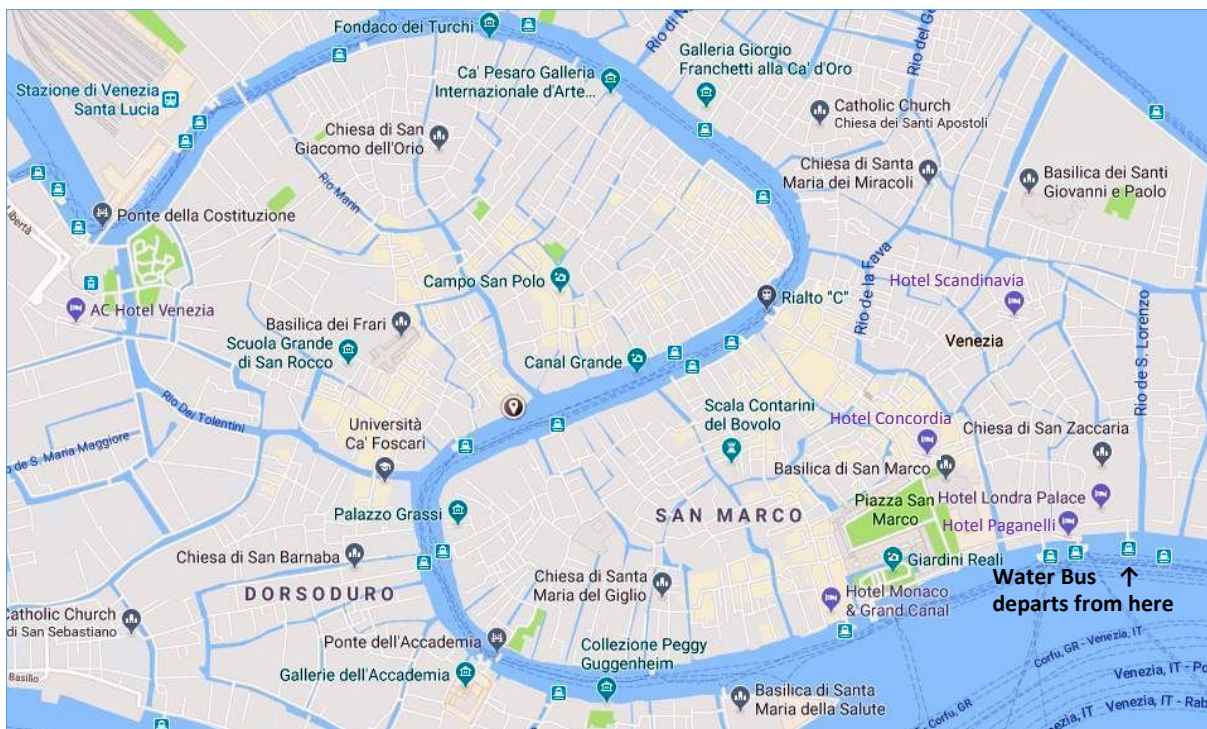 Fondaco dei Turchi
Rio di N
Rio del Ge
Galleria Giorgio
Franchetti alla Ca' d'Oro
Ca' Pesaro Galleria
Internazionale d'Arte...
Stazione di Venezia
Santa Lucia
Catholic Church
Chiesa dei Santi Apostoli
Chiesa di San
Giacomo dell'Orio
Chiesa di Santa
Maria dei Miracoli
Basilica dei Santi
Giovanni e Paolo
Rio Marin
Libertà
Ponte della Costituzione
Rio de la Fava
Campo San Polo
Hotel Scandinavia
Rialto "C"
AC Hotel Venezia
Rio de S. Lorenzo
Basilica dei Frari
Venezia
Scuola Grande
di San Rocco
Canal Grande
Rio Dei Tolentini
Scala Contarini
del Bovolo
Università
Ca' Foscari
Hotel Concordia
Chiesa di San Zaccaria
o de S. Maria Maggiore
Basilica di San Marco
Piazza San
Marco
Hotel Londra Palace
Palazzo Grassi
SAN MARCO
Hotel Paganelli
Chiesa di San Barnaba
Giardini Reali
Chiesa di Santa
Maria del Giglio
Water Bus ↑
departs from here
DORSODURO
Hotel Monaco
& Grand Canal
Catholic Church
di San Sebastiano
Ponte dell'Accademia
Collezione Peggy
Guggenheim
Corfu, GR - Venezia, IT
Gallerie dell'Accademia
Basilio
Venezia, IT - Po
Basilica di Santa
Maria della Salute
- Corfu, GR
Venezia, IT
Venezia, IT - Rab